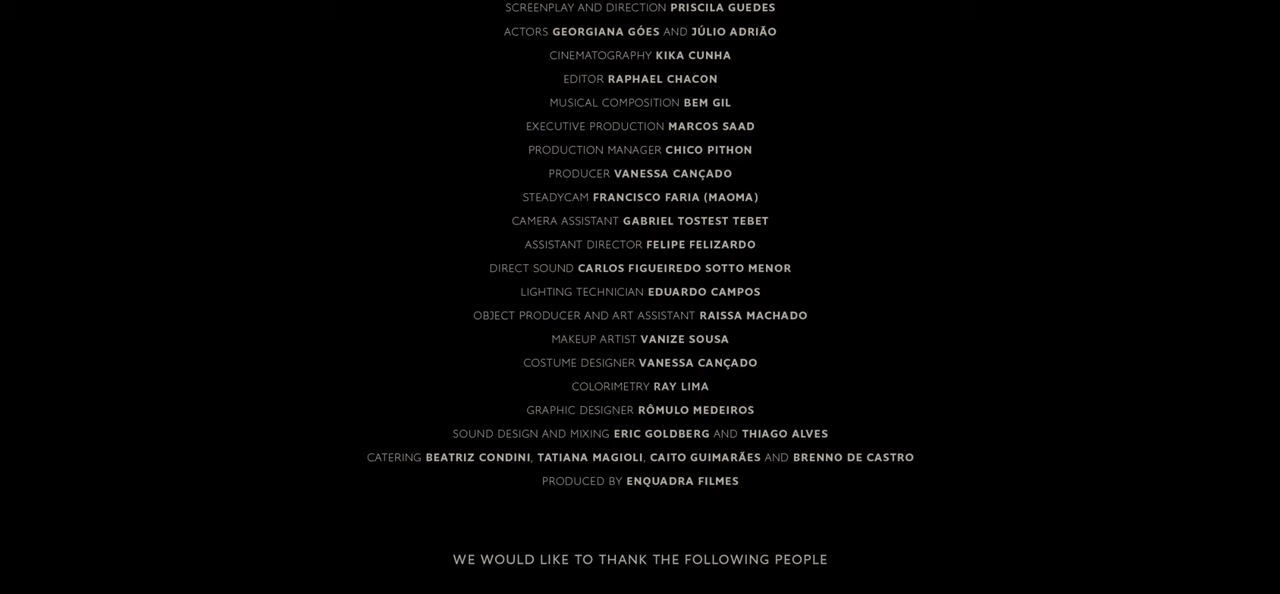 SCREENPLAY AND DIRECTION PRISCILA GUEDES
ACTORS GEORGIANA GÓES AND JÚLIO ADRIÃO
CINEMATOGRAPHY KIKA CUNHA
EDITOR RAPHAEL CHACON
MUSICAL COMPOSITION BEM GIL
EXECUTIVE PRODUCTION MARCOS SAAD
PRODUCTION MANAGER CHICO PITHON
PRODUCER VANESSA CANÇADO
STEADYCAM FRANCISCO FARIA (MAOMA)
CAMERA ASSISTANT GABRIEL TOSTEST TEBET
ASSISTANT DIRECTOR FELIPE FELIZARDO
DIRECT SOUND CARLOS FIGUEIREDO SOTTO MENOR
LIGHTING TECHNICIAN EDUARDO CAMPOS
OBJECT PRODUCER AND ART ASSISTANT RAISSA MACHADO
MAKEUP ARTIST VANIZE SOUSA
COSTUME DESIGNER VANESSA CANÇADO
COLORIMETRY RAY LIMA
GRAPHIC DESIGNER RÔMULO MEDEIROS
SOUND DESIGN AND MIXING ERIC GOLDBERG AND THIAGO ALVES
CATERING BEATRIZ CONDINI, TATIANA MAGIOLI, CAITO GUIMARÃES AND BRENNO DE CASTRO
PRODUCED BY ENQUADRA FILMES
WE WOULD LIKE TO THANK THE FOLLOWING PEOPLE